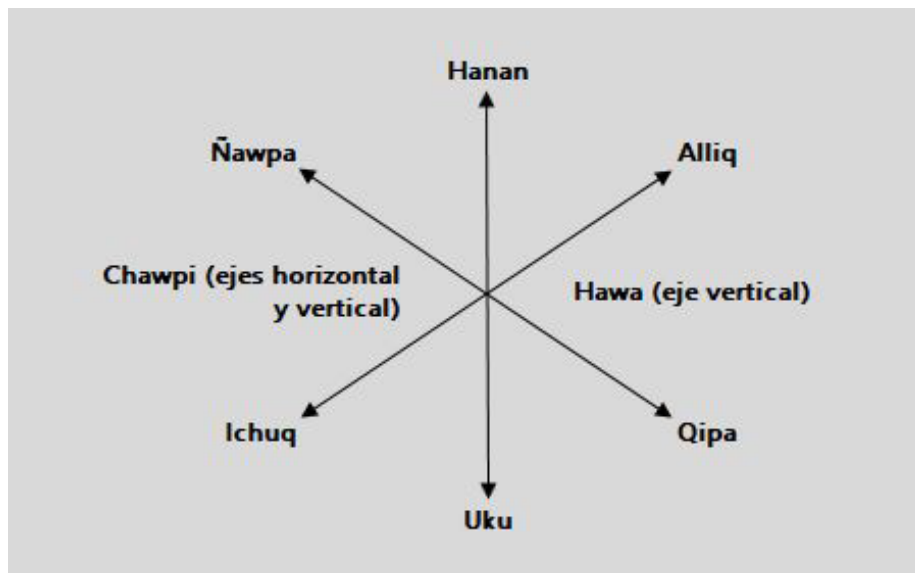 Hanan
Ñawpa
Alliq
Chawpi (ejes horizontal
y vertical)
Hawa (eje vertical)
Ichuq
Qipa
Uku